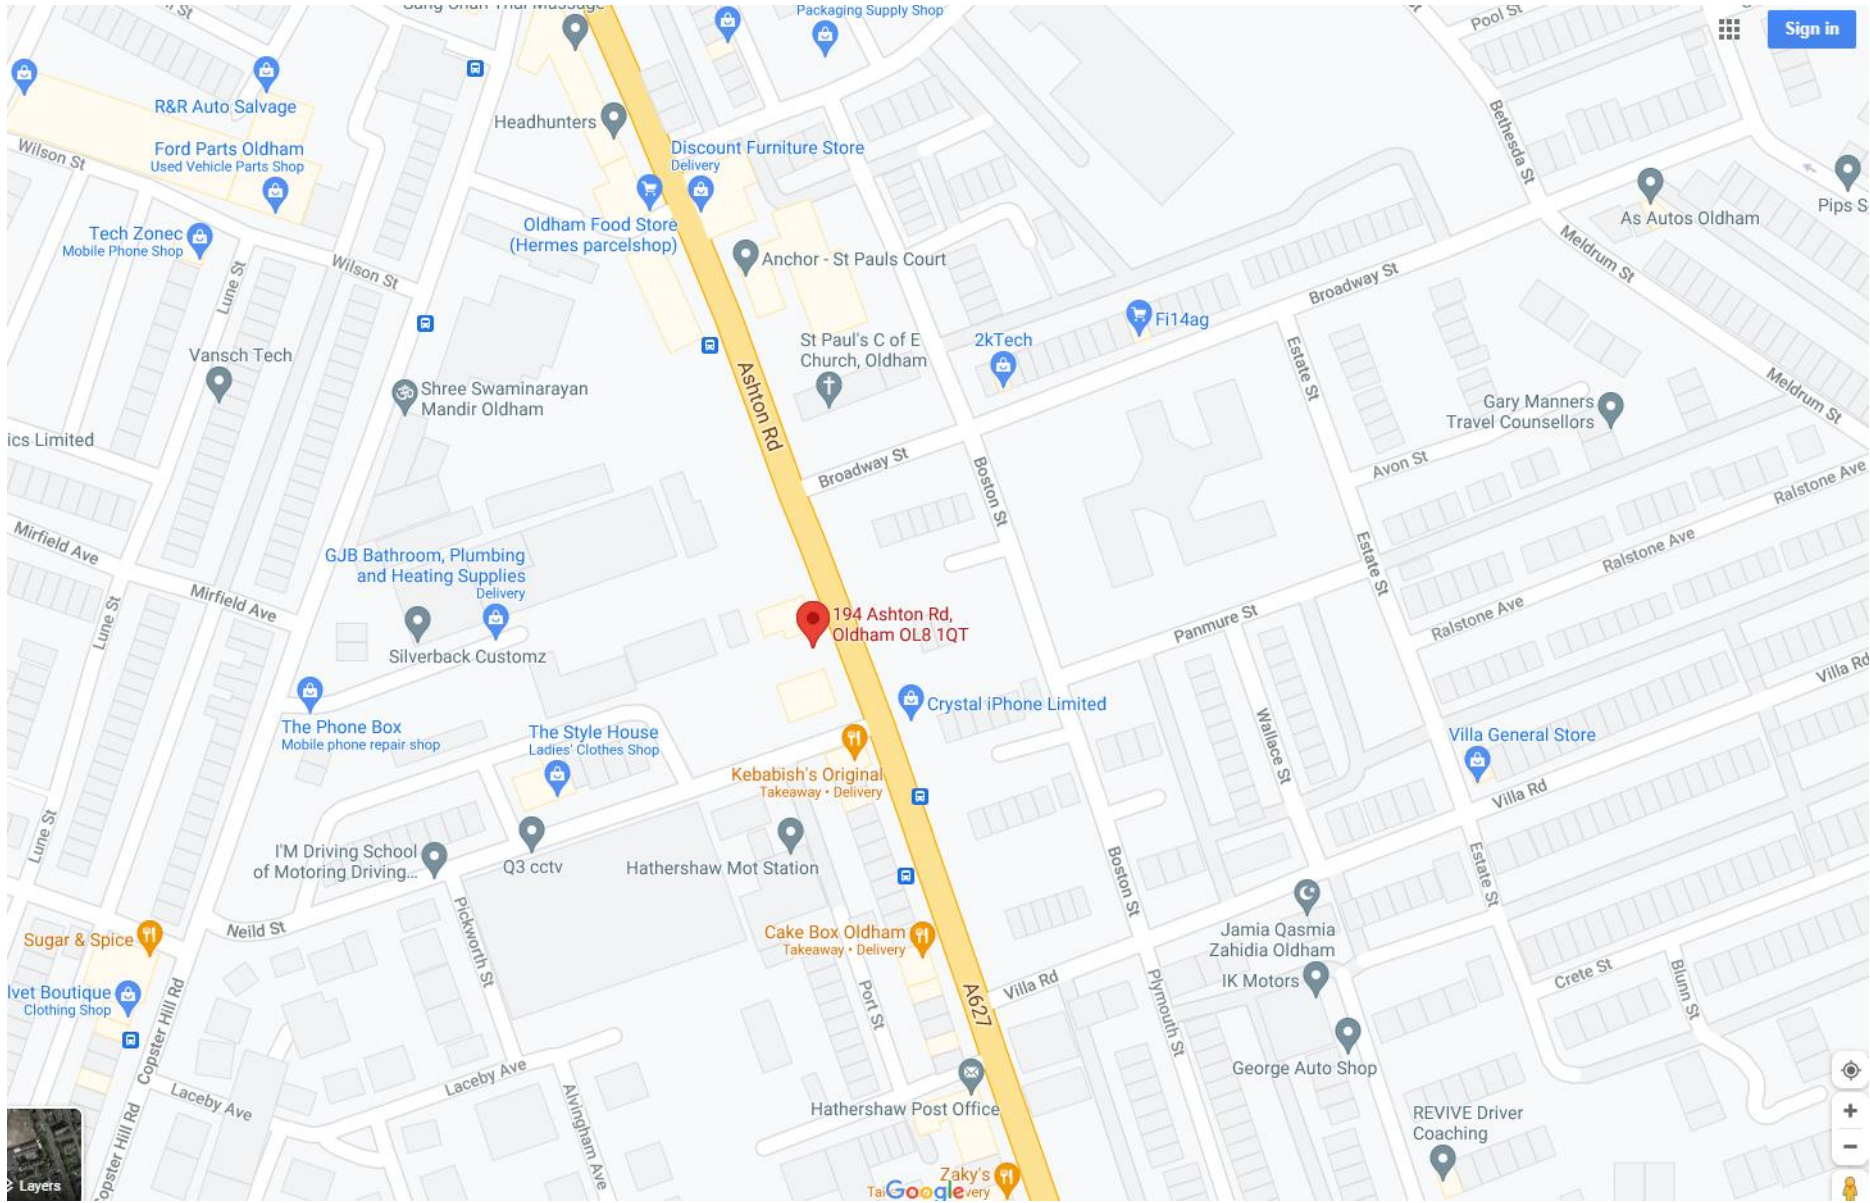 Packaging Supply Shop
Pool St
Sign in
R&R Auto Salvage
Headhunters
Bethesda St
Wilson St
Ford Parts Oldham
Used Vehicle Parts Shop
Discount Furniture Store
Delivery
As Autos Oldham
Pips S
Oldham Food Store
(Hermes parcelshop)
Tech Zonec
Mobile Phone Shop
Lune St
Wilson St
Anchor - St Pauls Court
Meldrum St
Broadway St
Fi14ag
2kTech
St Paul's C of E
Church, Oldham
Vansch Tech
Shree Swaminarayan
Mandir Oldham
Ashton Rd
Estate St
Meldrum St
Gary Manners
Travel Counsellors
ics Limited
Broadway St
Boston St
Avon St
Ralstone Ave
Mirfield Ave
GJB Bathroom, Plumbing
and Heating Supplies
Delivery
Mirfield Ave
Lune St
Estate St
Ralstone Ave
Ralstone Ave
194 Ashton Rd,
Oldham OL8 1QT
Panmure St
Silverback Customz
Villa Rd
The Phone Box
Mobile phone repair shop
The Style House
Ladies' Clothes Shop
Crystal iPhone Limited
Wallace St
Villa General Store
Kebabish's Original
Takeaway • Delivery
Villa Rd
Lune St
I'M Driving School
of Motoring Driving...
Q3 cctv
Hathershaw Mot Station
Boston St
Estate St
Pickworth St
Neild St
Sugar & Spice
Cake Box Oldham
Takeaway • Delivery
Jamia Qasmia
Zahidia Oldham
IK Motors
Crete St
Blunn St
lvet Boutique
Clothing Shop
Copster Hill Rd
Port St
A627
Villa Rd
Plymouth St
George Auto Shop
Laceby Ave
Laceby Ave
Alvingham Ave
Hathershaw Post Office
REVIVE Driver
Coaching
opster Hill Rd
Layers
Zaky's
Google